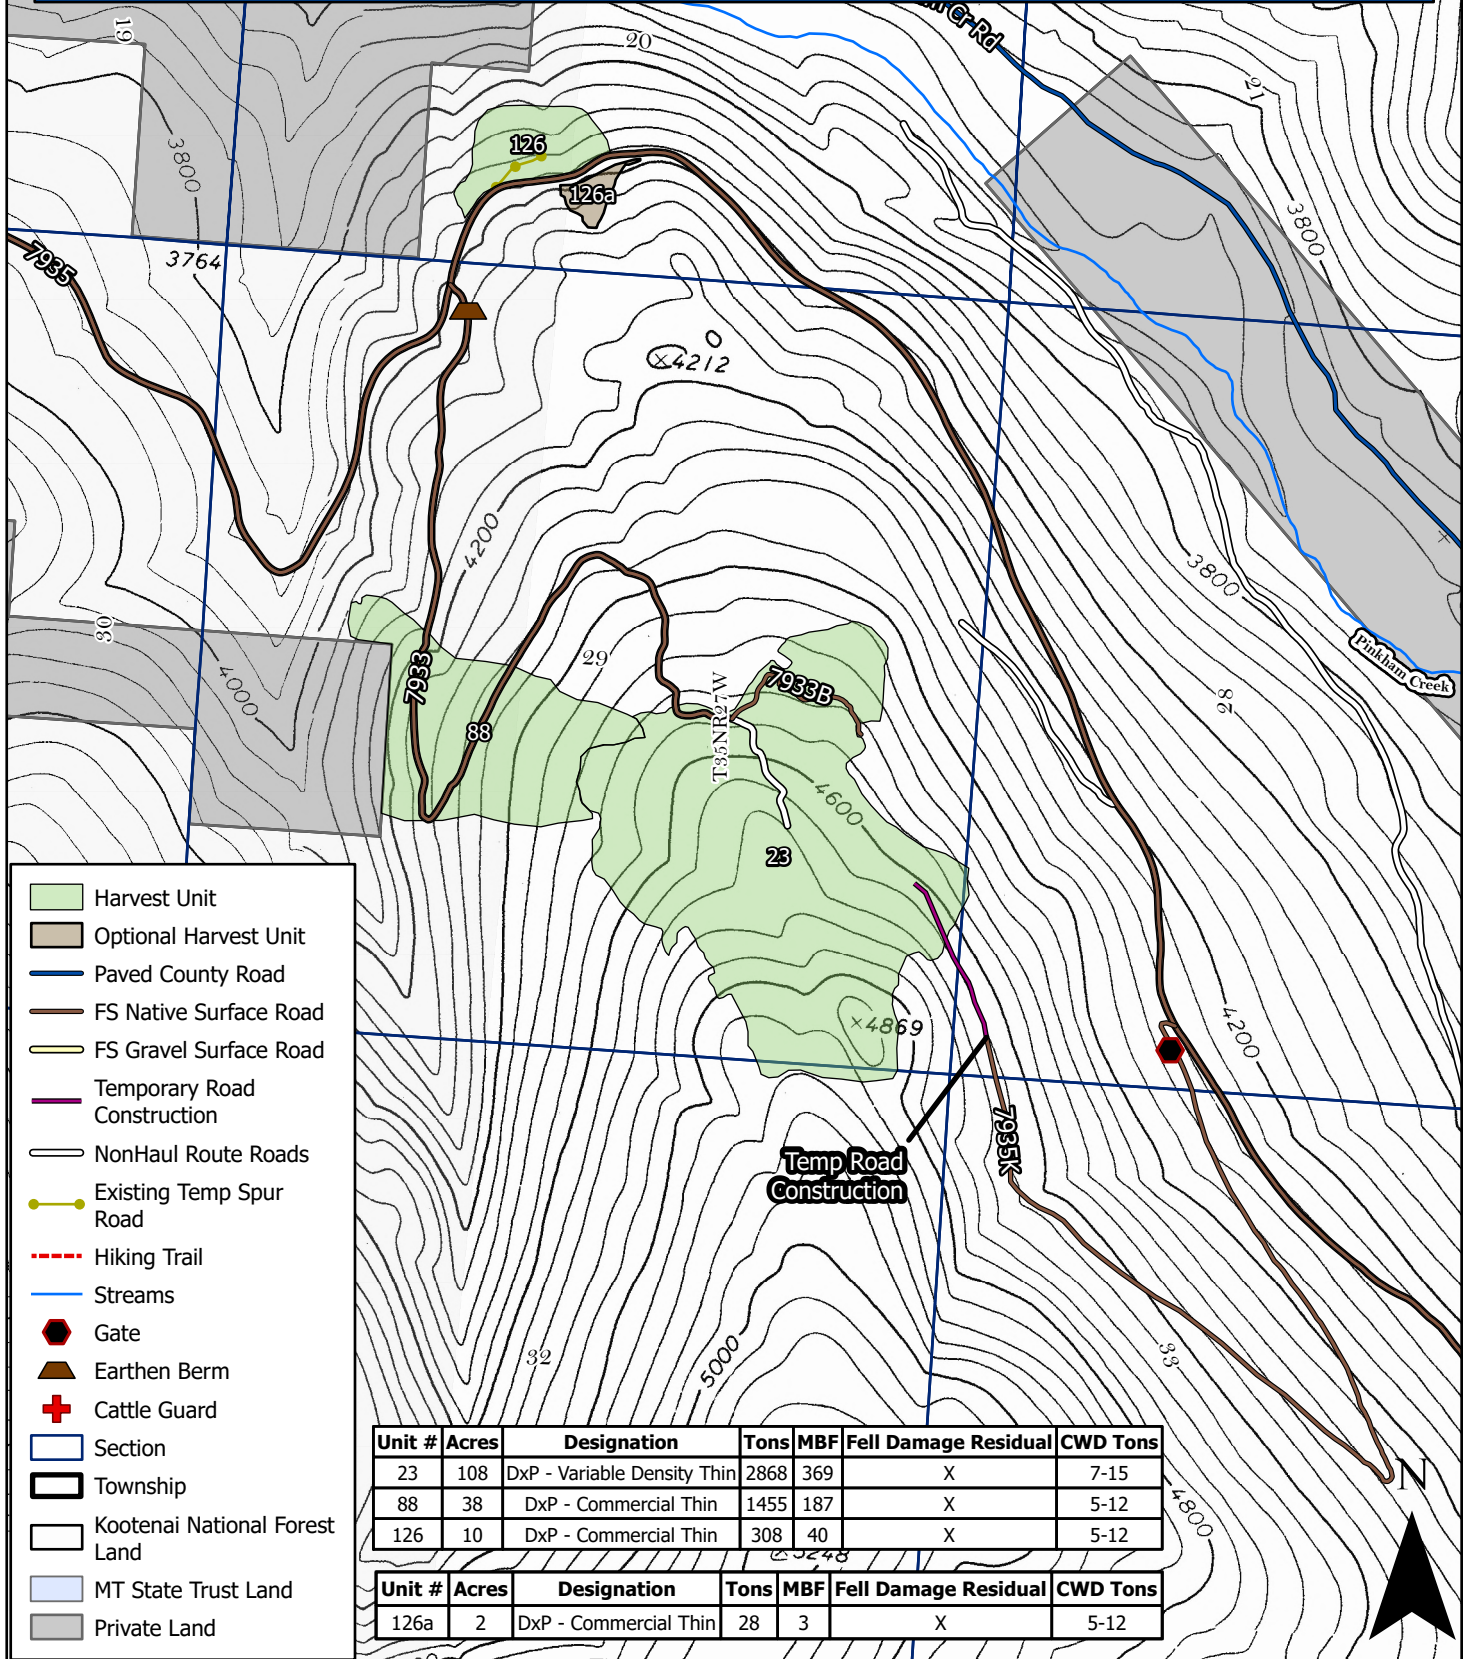 m Cr Rd
19
20
21
3800
126
126a
3800
7935
3764
4212
4200
3800
30
29
Pinkham Creek
4000
7933
7933B
T35NR27W
28
88
4600
23
4869
4200
7935K
Temp Road
Construction
32
33
5000
4800
5248
N
Harvest Unit
Optional Harvest Unit
Paved County Road
FS Native Surface Road
FS Gravel Surface Road
Temporary Road
Construction
NonHaul Route Roads
Existing Temp Spur
Road
Hiking Trail
Streams
Gate
Earthen Berm
Cattle Guard
Section
Township
Kootenai National Forest
Land
MT State Trust Land
Private Land
Unit # Acres Designation Tons MBF Fell Damage Residual CWD Tons
23 108 DxP - Variable Density Thin 2868 369 X 7-15
88 38 DxP - Commercial Thin 1455 187 X 5-12
126 10 DxP - Commercial Thin 308 40 X 5-12
Unit # Acres Designation Tons MBF Fell Damage Residual CWD Tons
126a 2 DxP - Commercial Thin 28 3 X 5-12